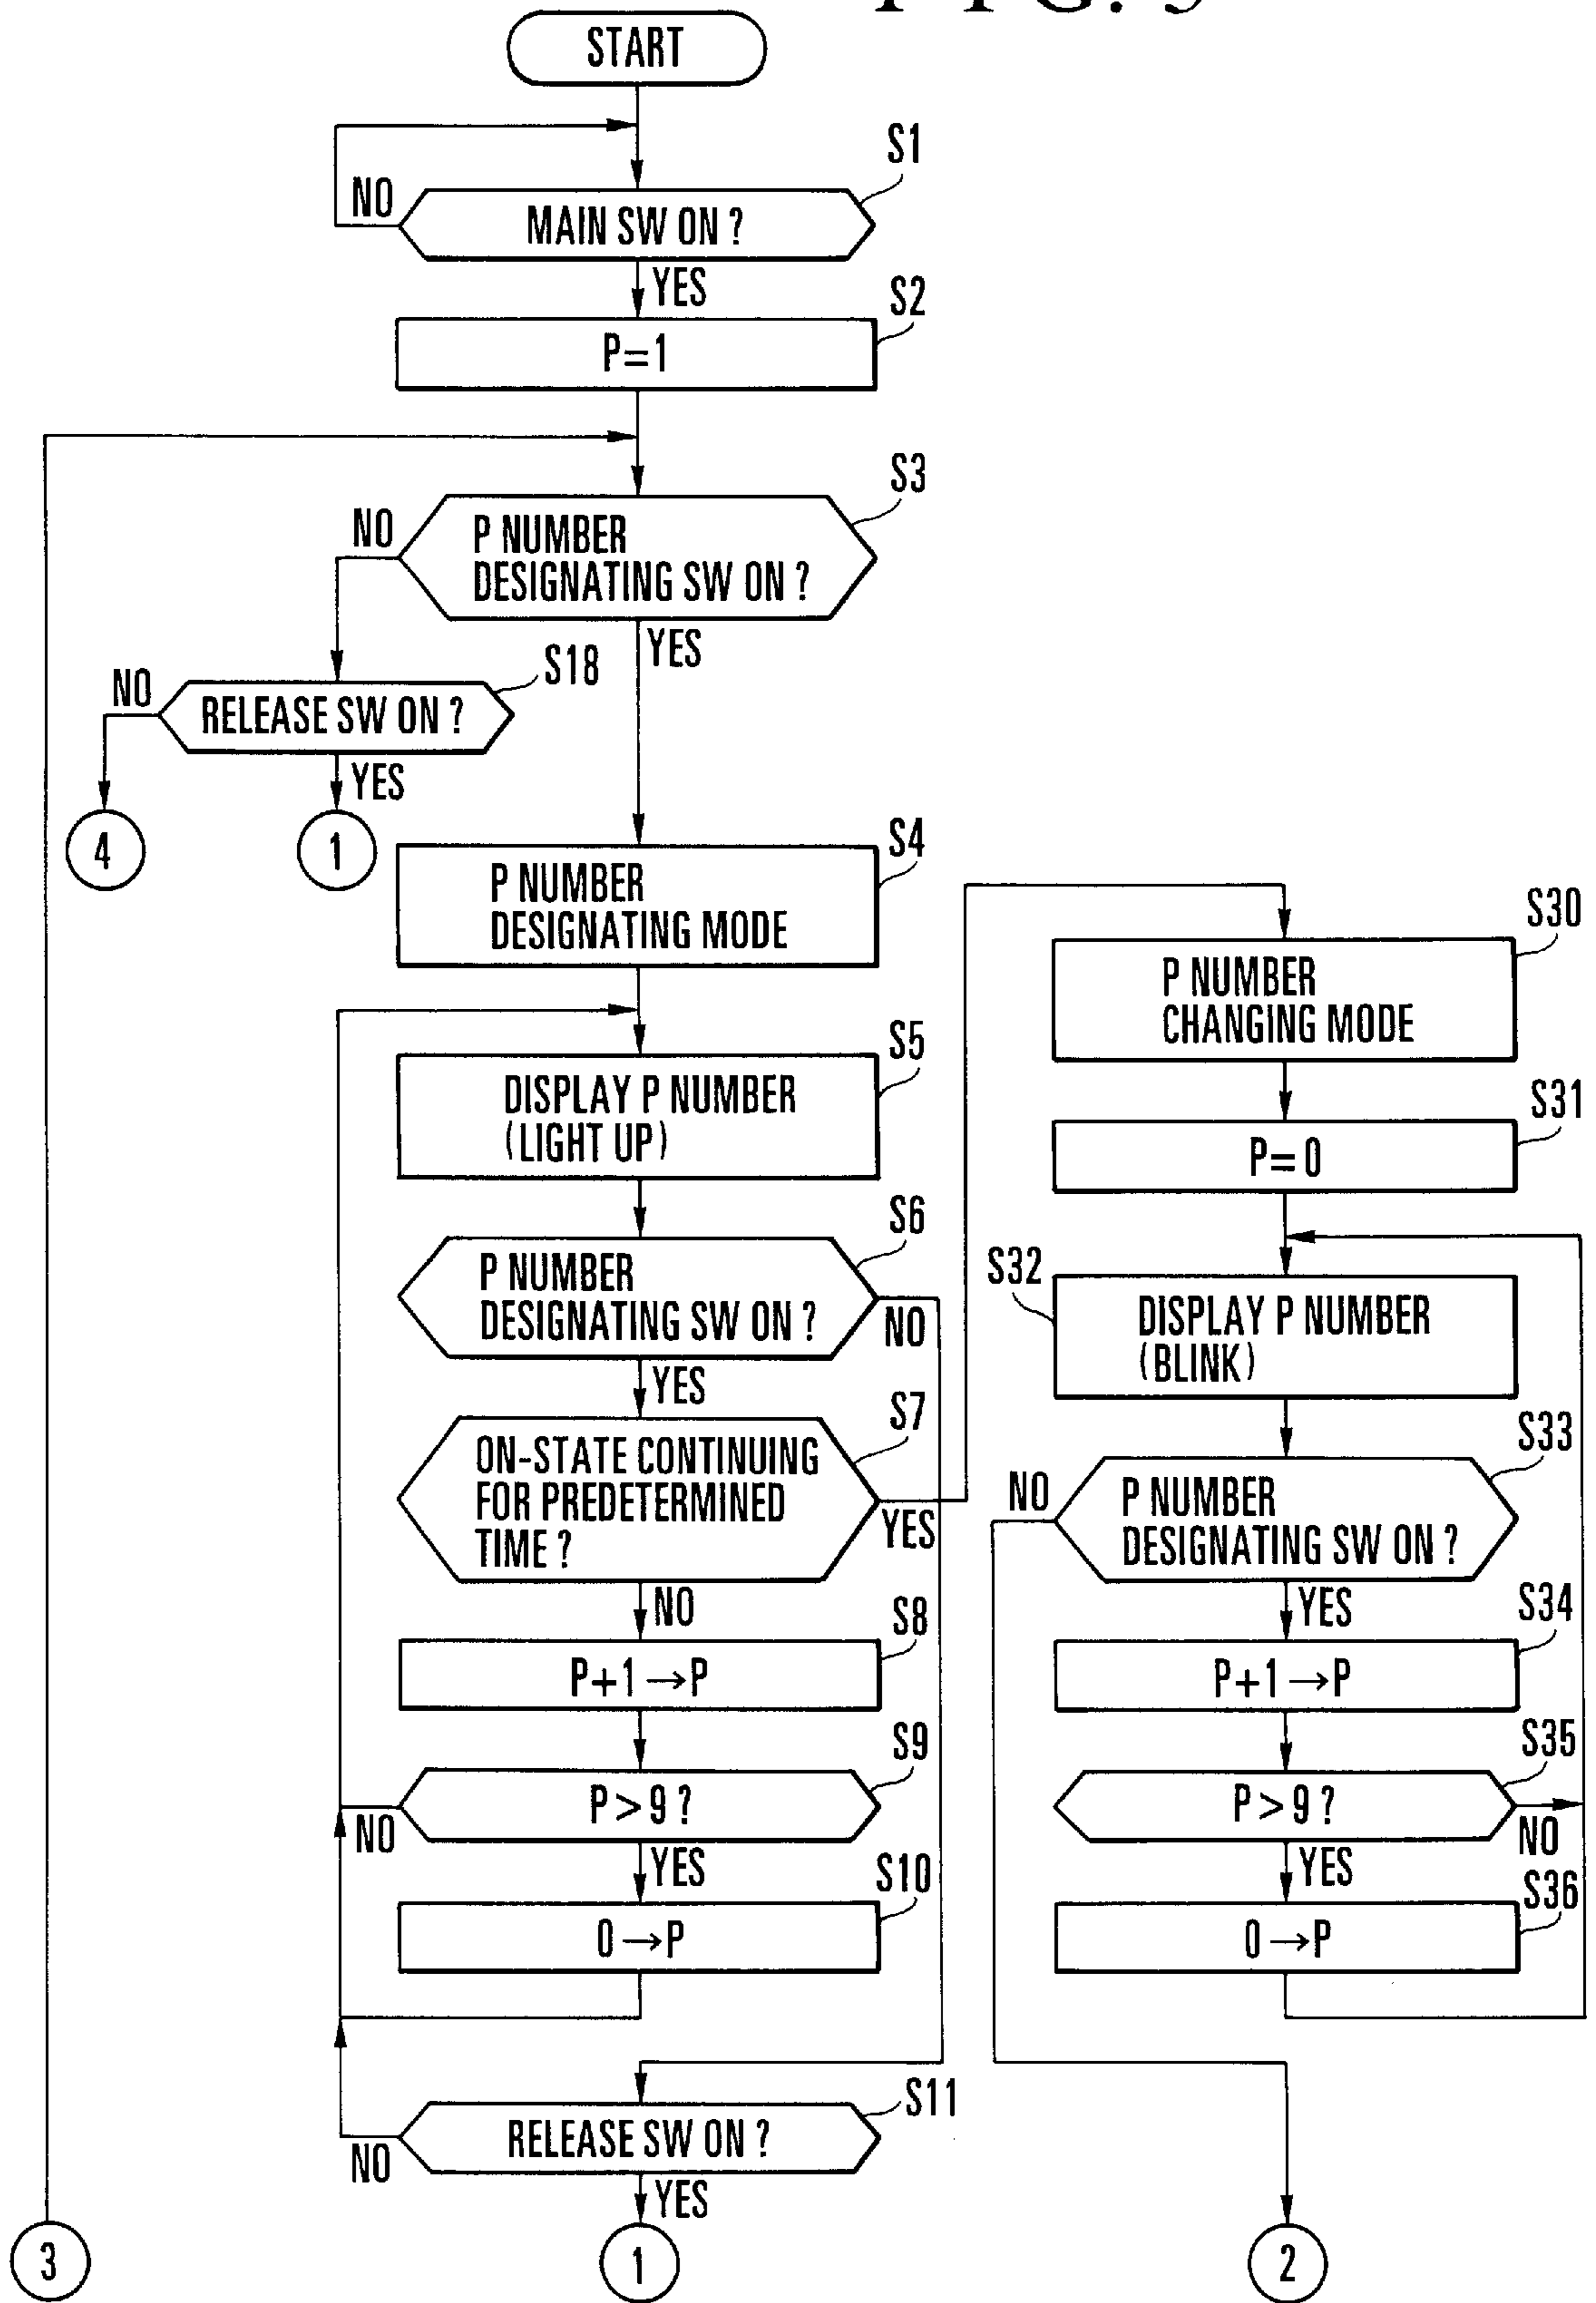 START
S1
NO
MAIN SW ON ?
YES
S2
P=1
S3
NO
P NUMBER
DESIGNATING SW ON ?
YES
S18
NO
RELEASE SW ON ?
YES
4
1
S4
P NUMBER
DESIGNATING MODE
S5
DISPLAY P NUMBER
(LIGHT UP)
S6
P NUMBER
DESIGNATING SW ON ?
NO
YES
S7
ON-STATE CONTINUING
FOR PREDETERMINED
TIME ?
YES
NO
S8
P+1→P
S9
P > 9 ?
NO
YES
S10
0→P
S11
RELEASE SW ON ?
NO
YES
3
1
S30
P NUMBER
CHANGING MODE
S31
P=0
S32
DISPLAY P NUMBER
(BLINK)
S33
NO
P NUMBER
DESIGNATING SW ON ?
YES
S34
P+1→P
S35
P > 9 ?
NO
YES
S36
0→P
2